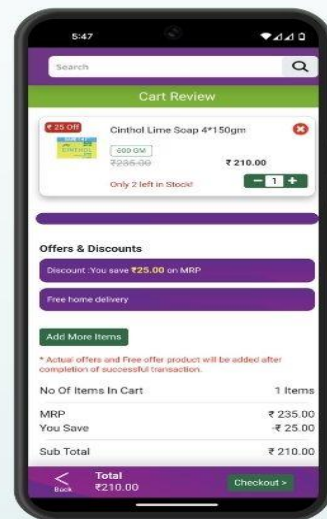 5:47
Search
Cart Review
₹ 25 Off
Cinthol Lime Soap 4*150gm
CINTHOL
600 GM
₹235.00
₹ 210.00
Only 2 left in Stock!
− 1 +
Offers & Discounts
Discount :You save ₹25.00 on MRP
Free home delivery
Add More Items
* Actual offers and Free offer product will be added after
completion of successful transaction.
No Of Items In Cart 1 Items
MRP ₹ 235.00
You Save -₹ 25.00
Sub Total ₹ 210.00
< Back
Total
₹210.00
Checkout >